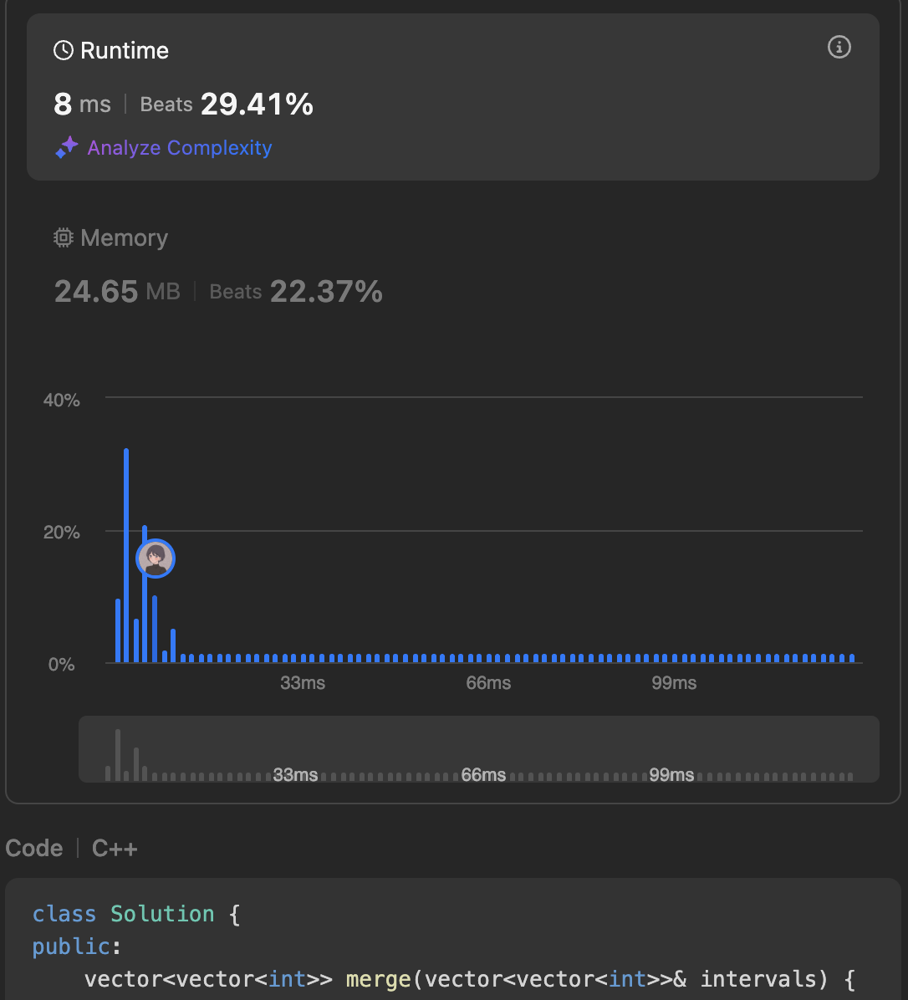 Runtime
8 ms | Beats 29.41%
Analyze Complexity
Memory
24.65 MB | Beats 22.37%
40%
20%
0%
33ms 66ms 99ms
33ms 66ms 99ms
Code | C++
class Solution {
public:
    vector<vector<int>> merge(vector<vector<int>>& intervals) {